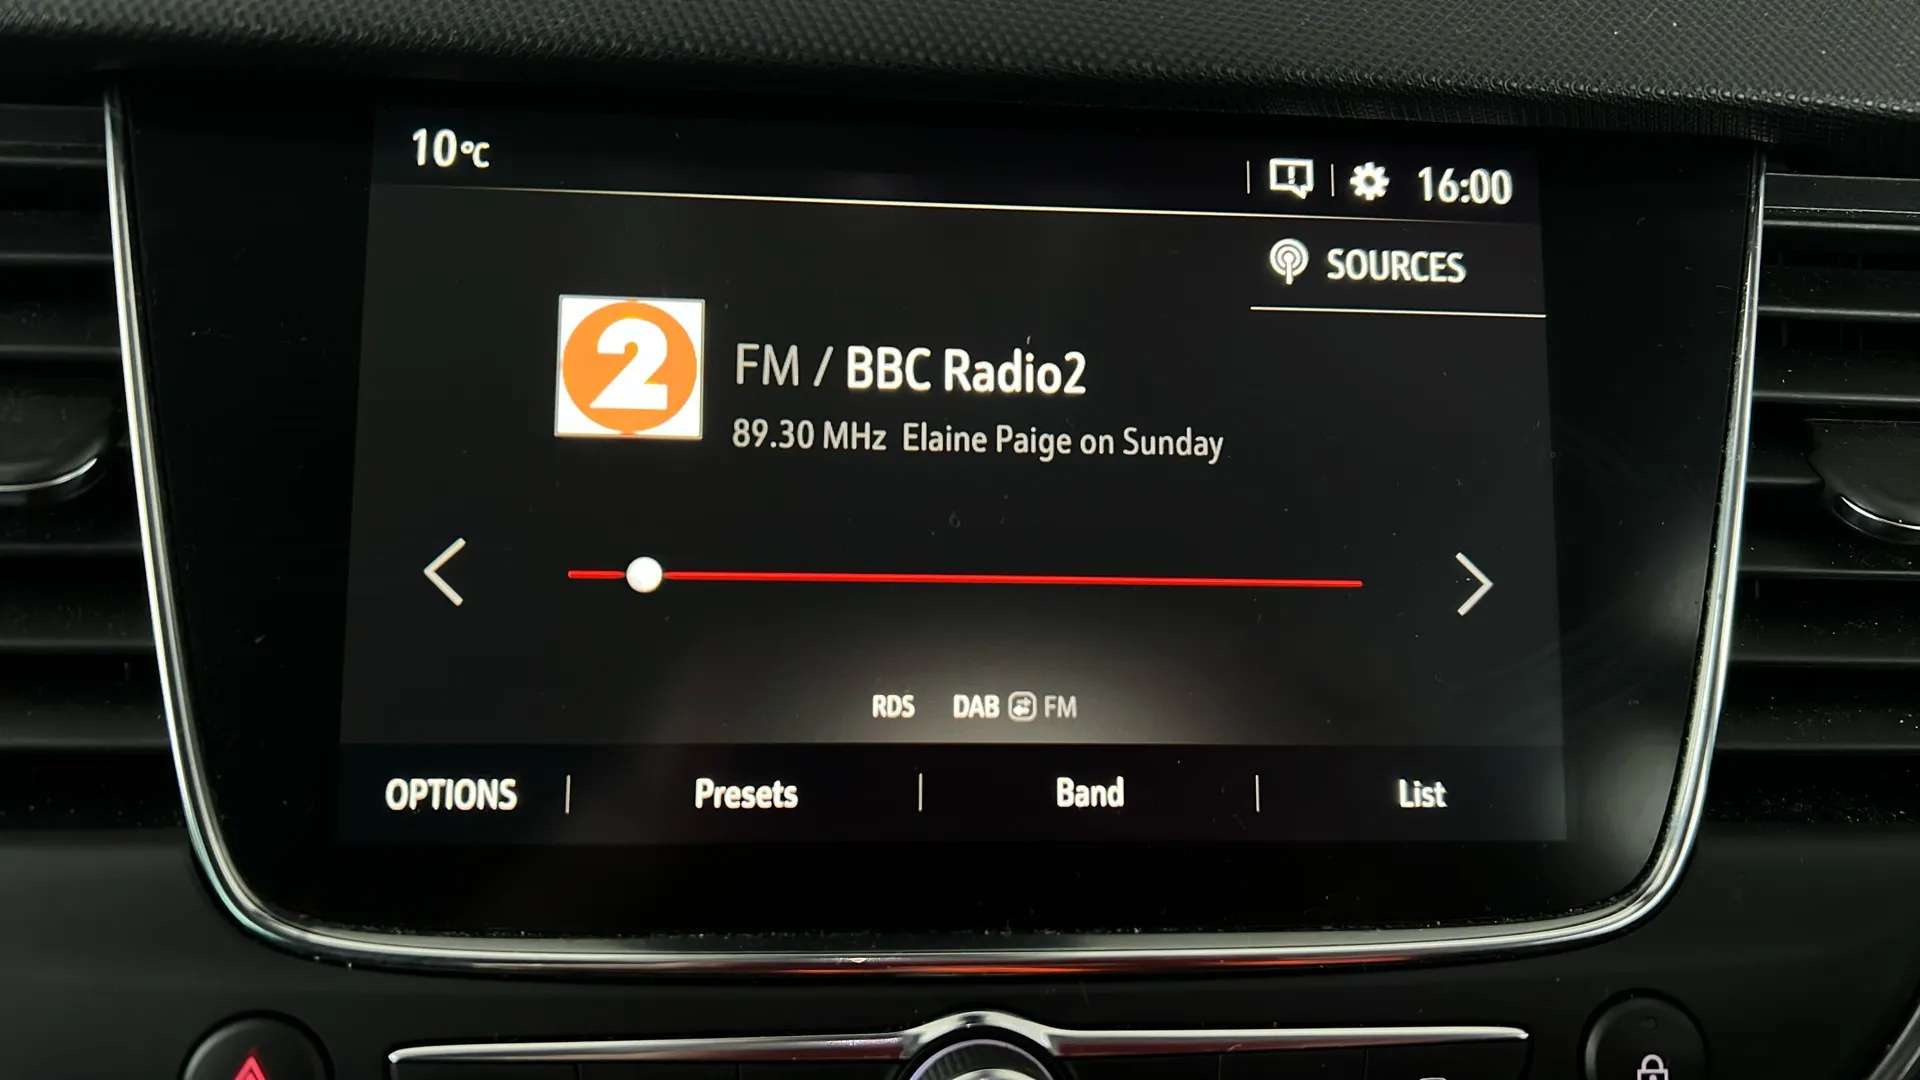 10°C
16:00
SOURCES
2
FM / BBC Radio2
89.30 MHz Elaine Paige on Sunday
RDS DAB FM
OPTIONS Presets Band List